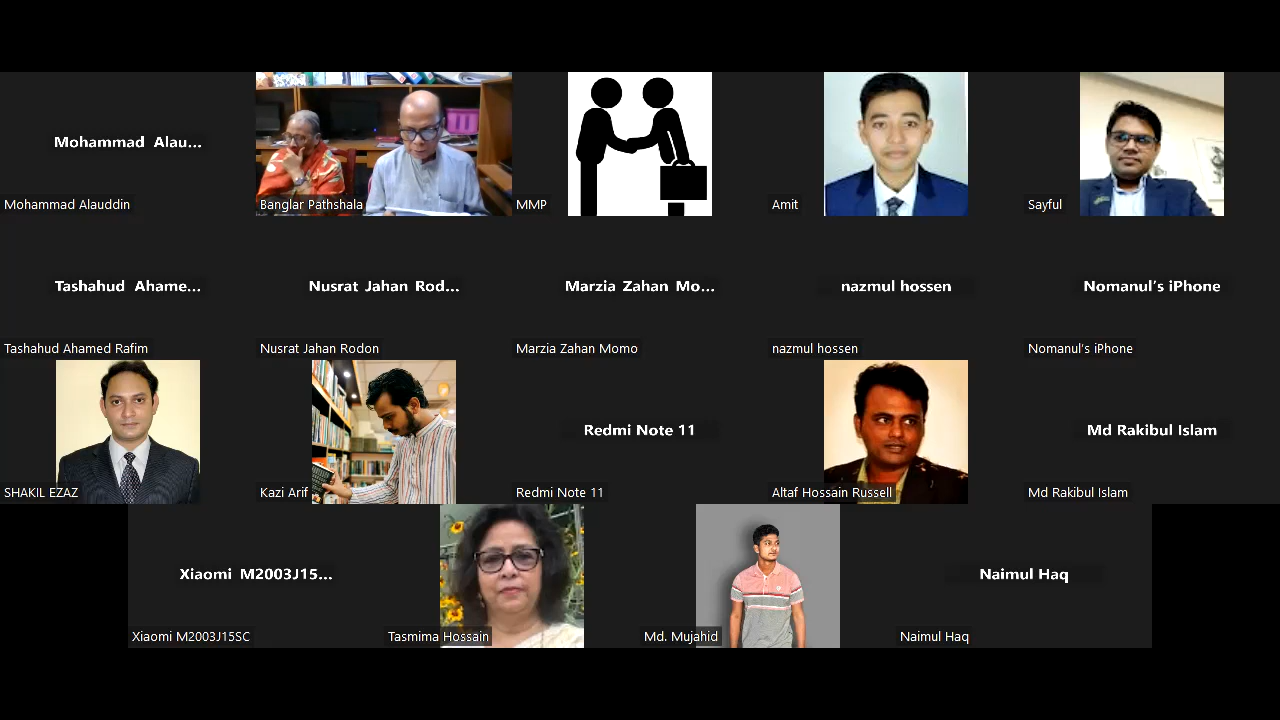 Mohammad Alau...
Mohammad Alauddin
Banglar Pathshala
MMP
Amit
Sayful
Tashahud Ahame...
Nusrat Jahan Rod...
Marzia Zahan Mo...
nazmul hossen
Nomanul's iPhone
Tashahud Ahamed Rafim
Nusrat Jahan Rodon
Marzia Zahan Momo
nazmul hossen
Nomanul's iPhone
Redmi Note 11
Md Rakibul Islam
SHAKIL EZAZ
Kazi Arif
Redmi Note 11
Altaf Hossain Russell
Md Rakibul Islam
Xiaomi M2003J15...
Naimul Haq
Xiaomi M2003J15SC
Tasmima Hossain
Md. Mujahid
Naimul Haq